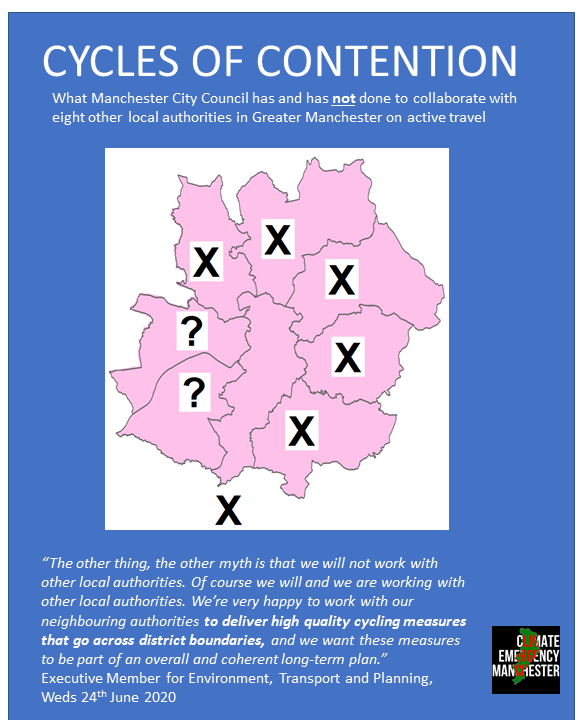 CYCLES OF CONTENTION
What Manchester City Council has and has not done to collaborate with
eight other local authorities in Greater Manchester on active travel
X
X
X
?
X
?
X
X
“The other thing, the other myth is that we will not work with
other local authorities. Of course we will and we are working with
other local authorities. We’re very happy to work with our
neighbouring authorities to deliver high quality cycling measures
that go across district boundaries, and we want these measures
to be part of an overall and coherent long-term plan.”
Executive Member for Environment, Transport and Planning,
Weds 24th June 2020
CLIMATE
EMERGENCY
MANCHESTER